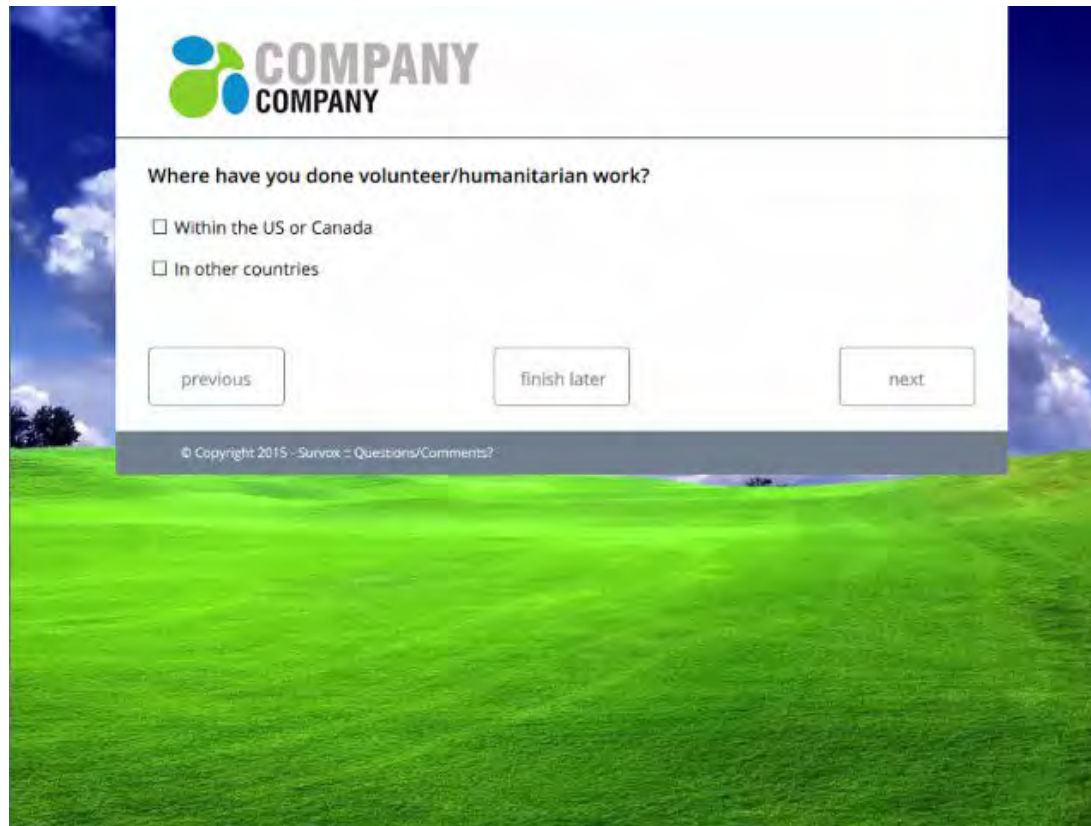 COMPANY
COMPANY
Where have you done volunteer/humanitarian work?
Within the US or Canada
In other countries
previous
finish later
next
© Copyright 2015 - Survox :: Questions/Comments?